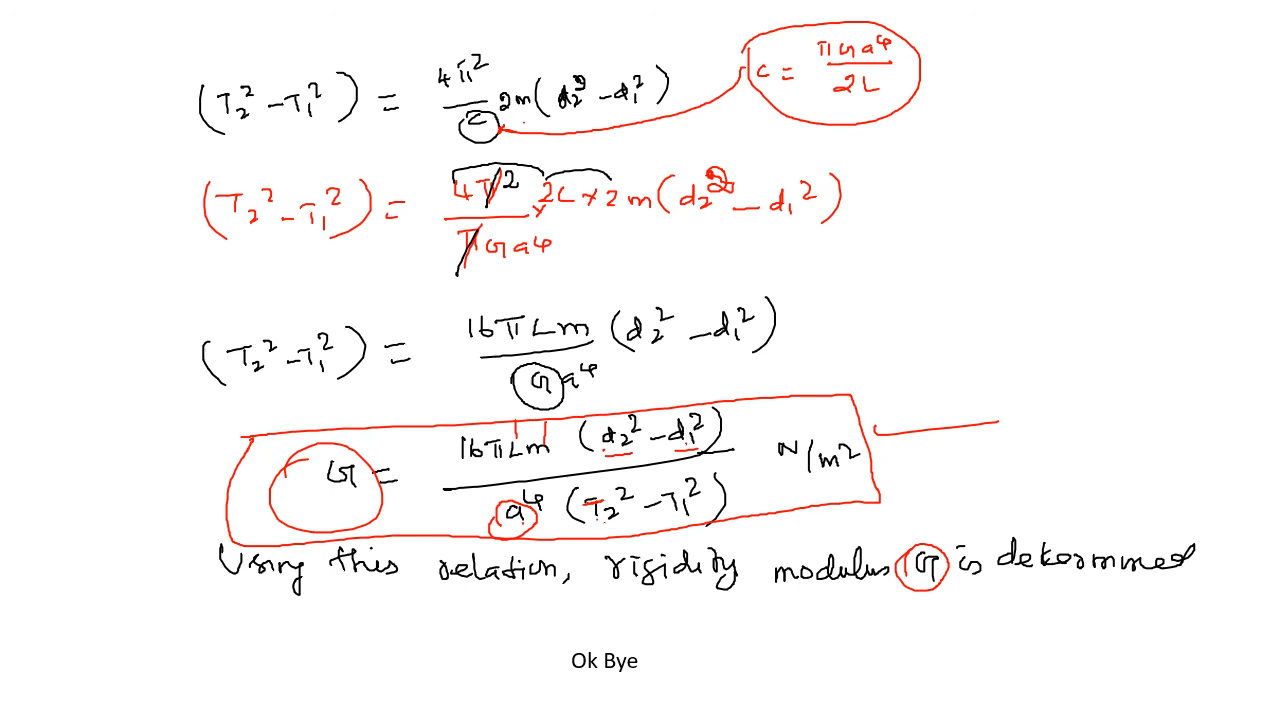 (T₂² - T₁²) = 4π²/C 2m(d₂² - d₁²)
C = πGa⁴/2L
(T₂² - T₁²) = 4π²/πGa⁴ × 2L × 2m(d₂² - d₁²)
(T₂² - T₁²) = 16πLm/Ga⁴ (d₂² - d₁²)
G = 16πLm (d₂² - d₁²)/a⁴ (T₂² - T₁²) N/m²
Using this relation, rigidity modulus G is determined
Ok Bye